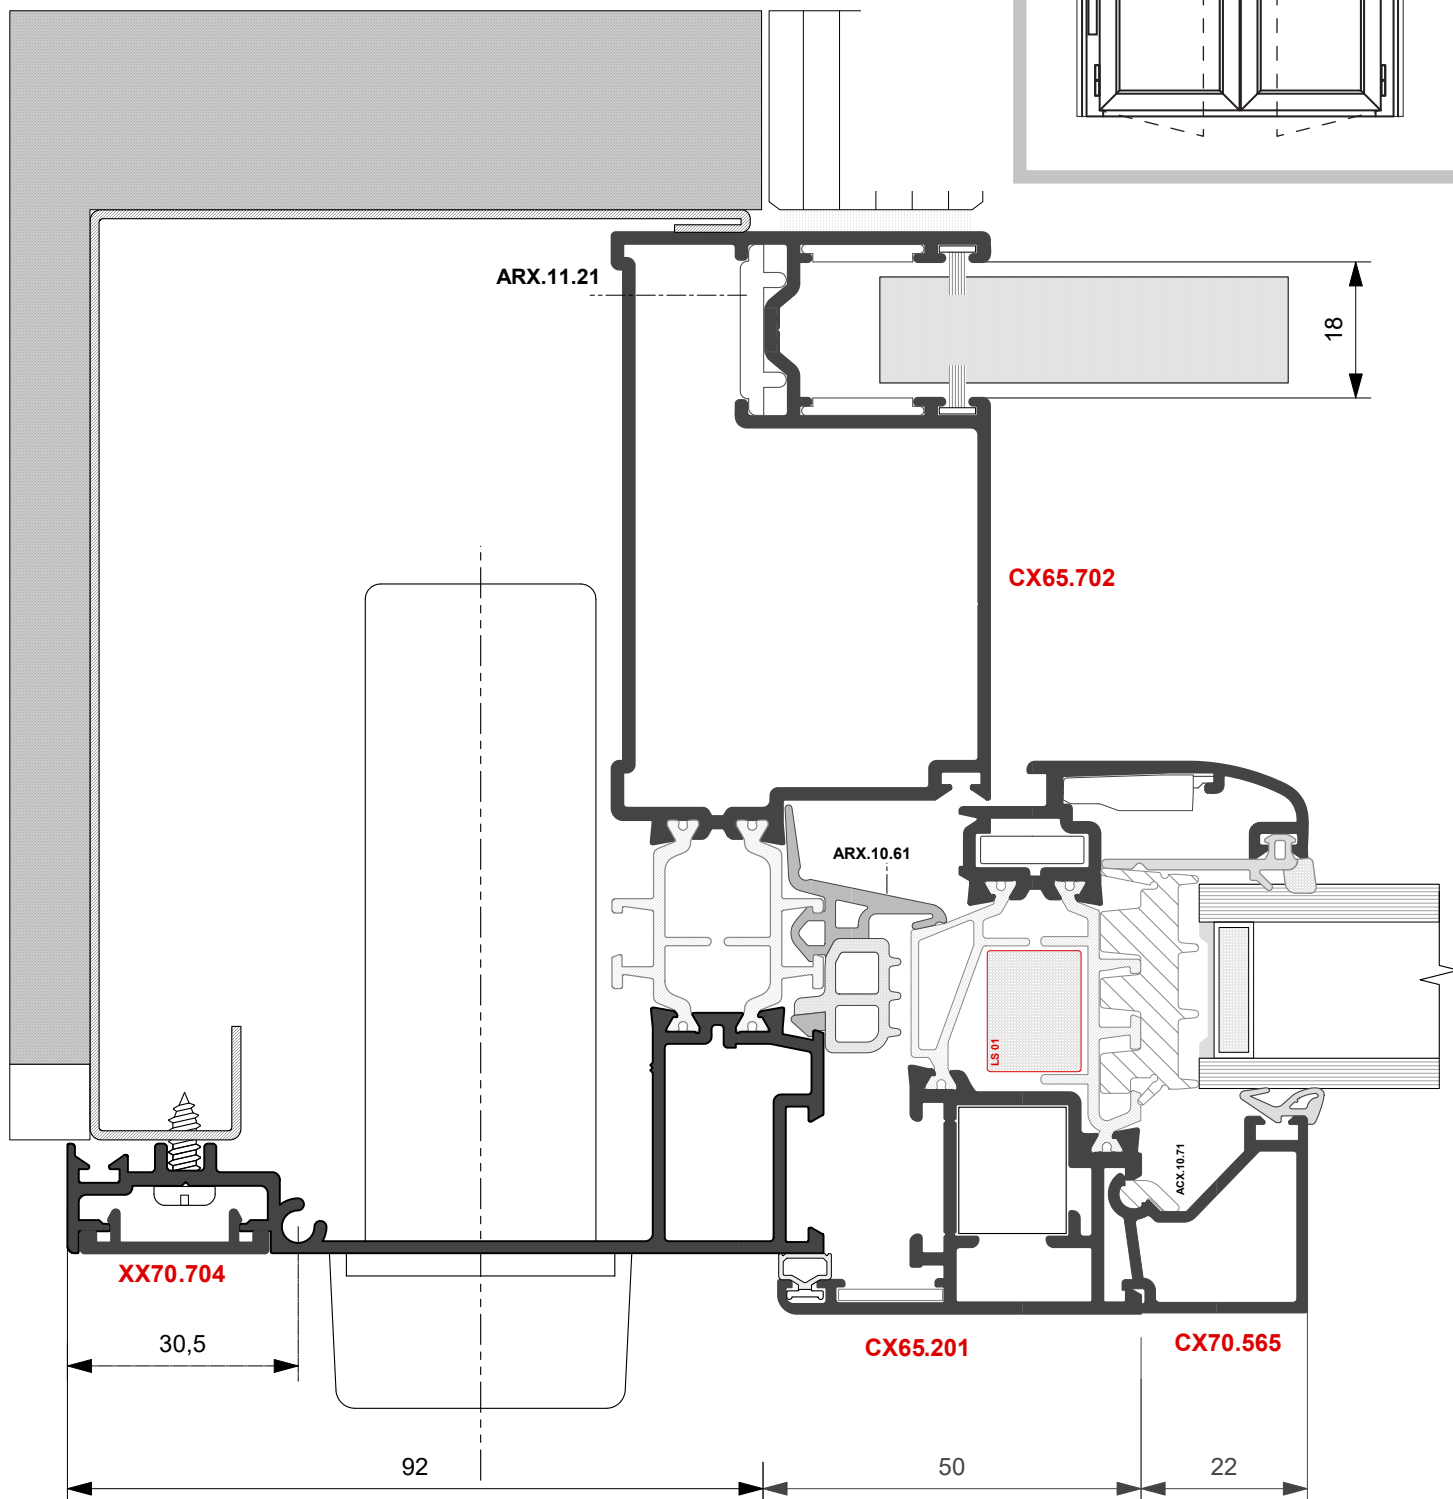 ARX.11.21
18
CX65.702
ARX.10.61
LS 01
ACX.10.71
XX70.704
30,5
CX65.201
CX70.565
92
50
22